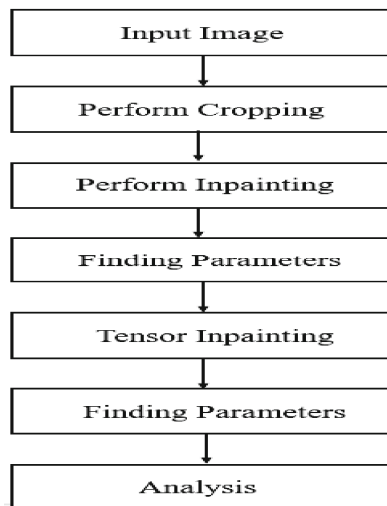 Input Image
Perform Cropping
Perform Inpainting
Finding Parameters
Tensor Inpainting
Finding Parameters
Analysis